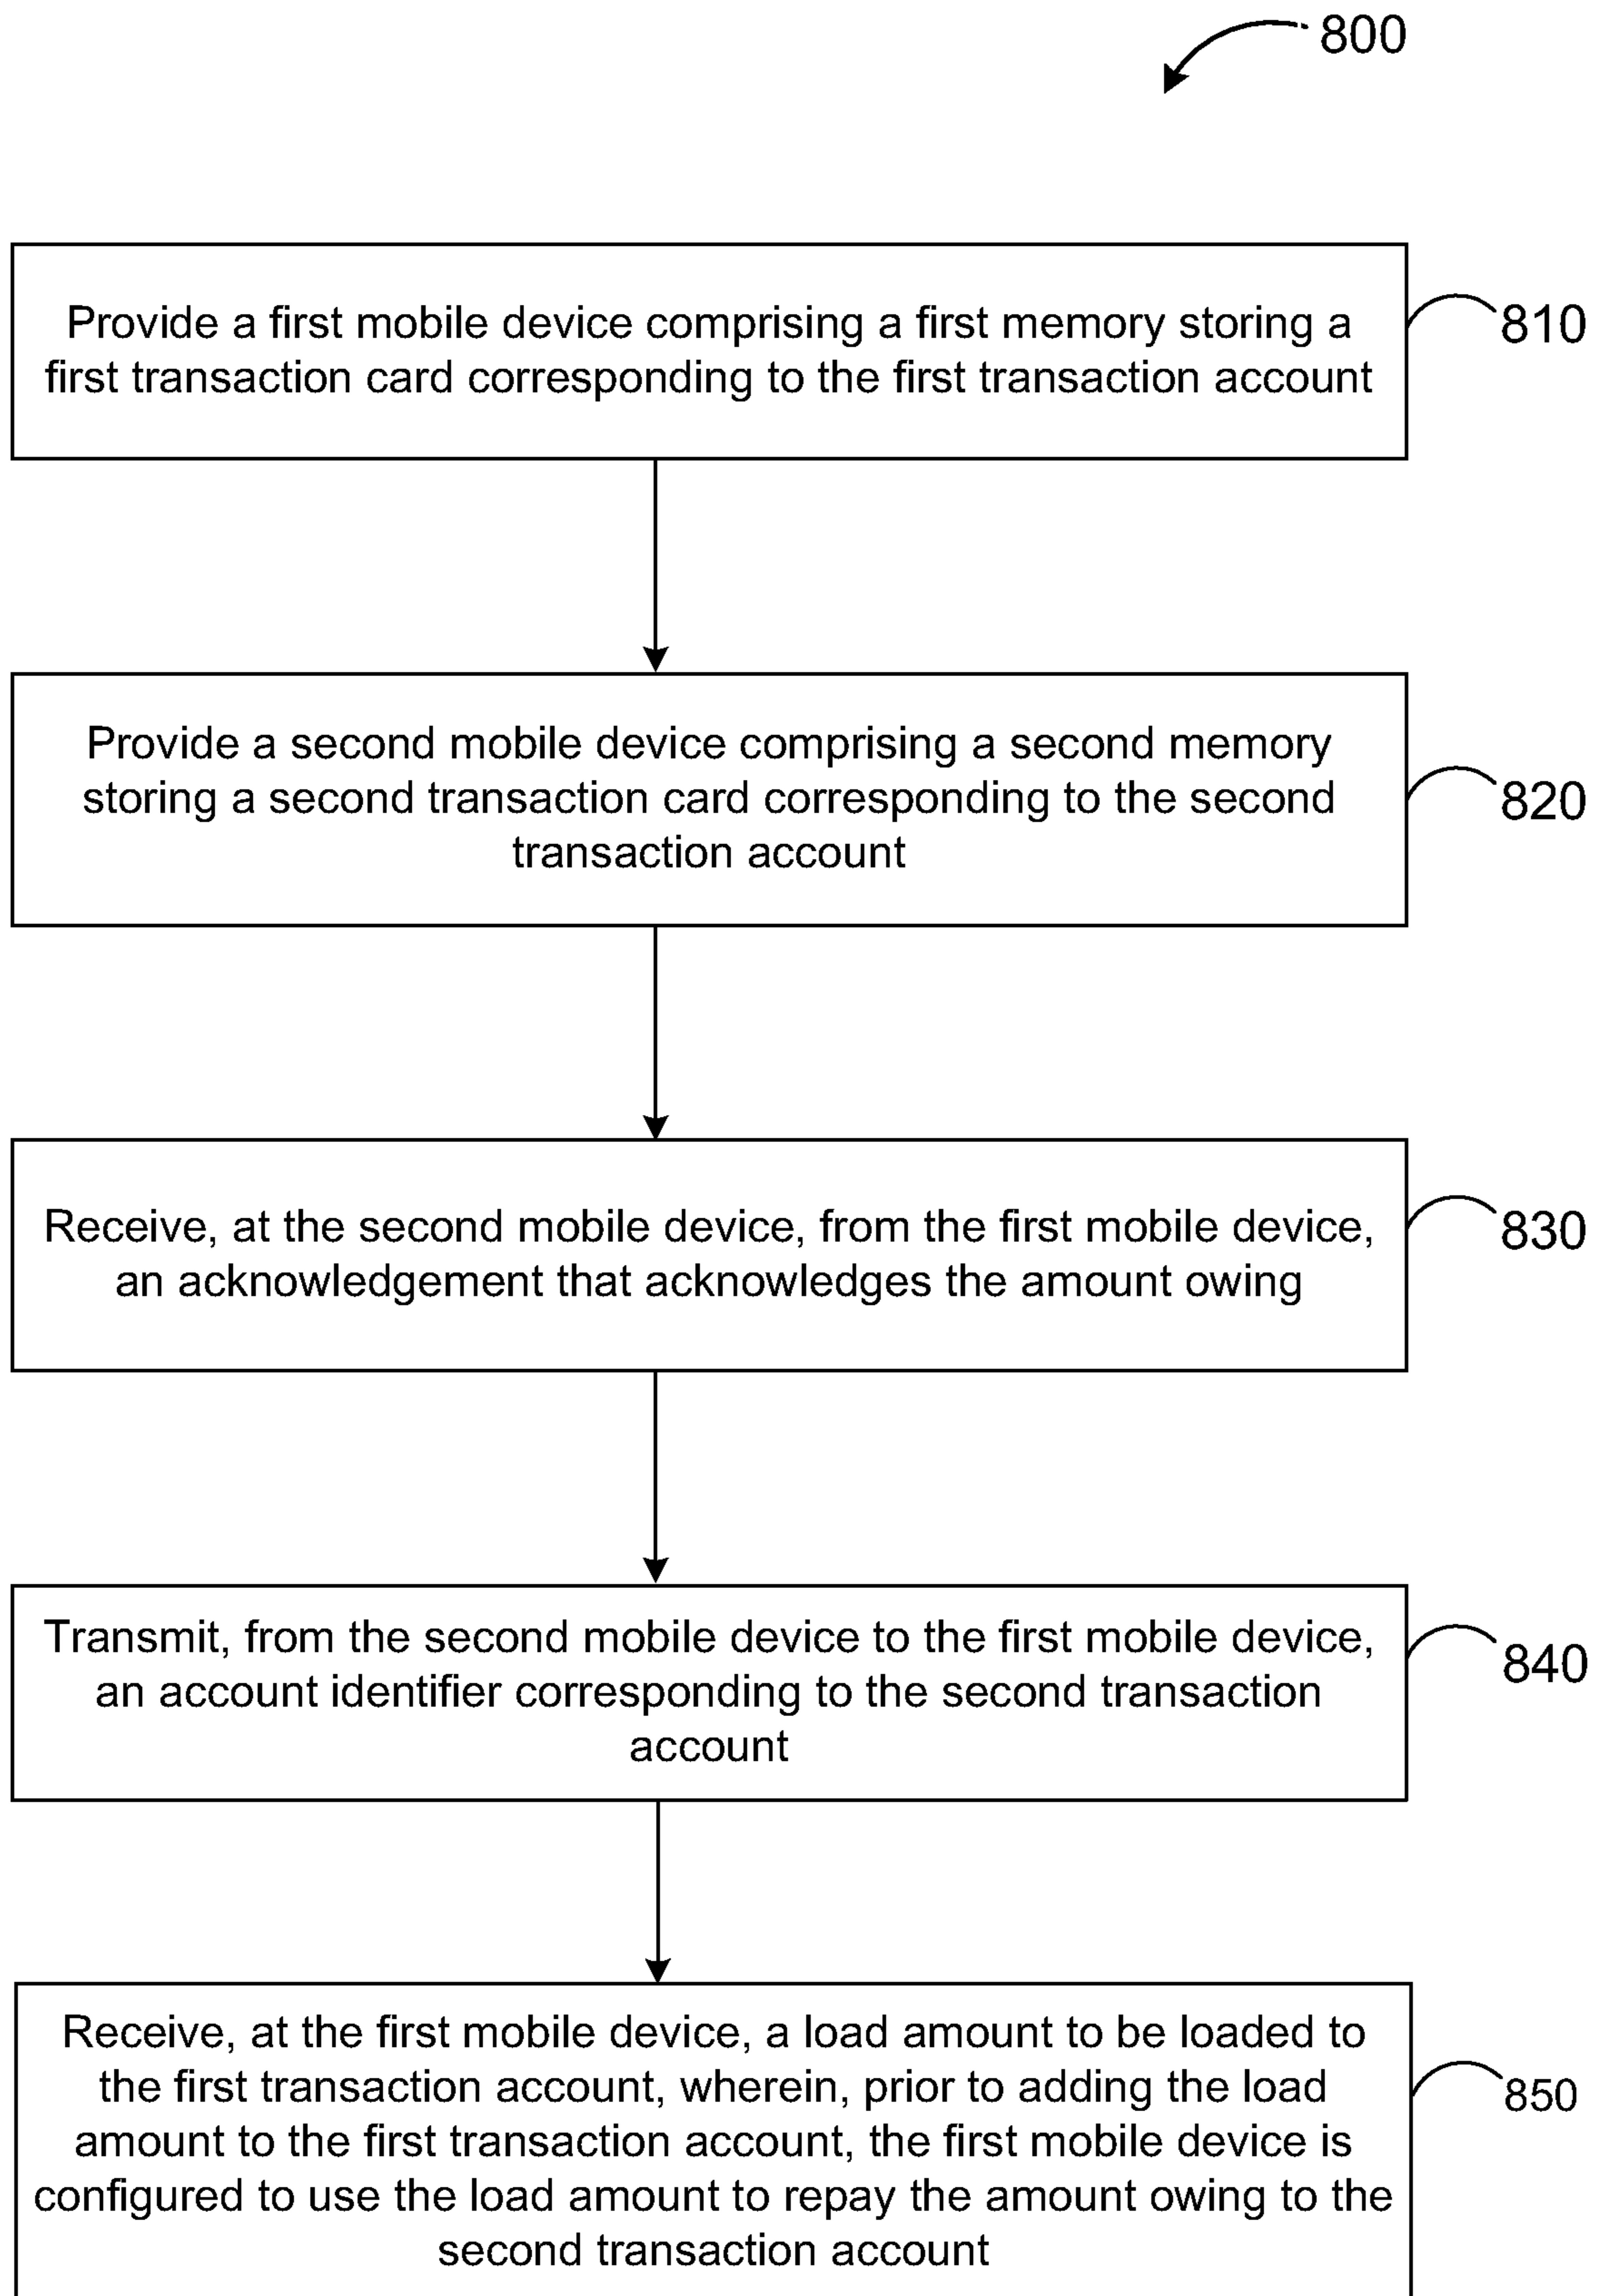 800
Provide a first mobile device comprising a first memory storing a
first transaction card corresponding to the first transaction account
810
Provide a second mobile device comprising a second memory
storing a second transaction card corresponding to the second
transaction account
820
Receive, at the second mobile device, from the first mobile device,
an acknowledgement that acknowledges the amount owing
830
Transmit, from the second mobile device to the first mobile device,
an account identifier corresponding to the second transaction
account
840
Receive, at the first mobile device, a load amount to be loaded to
the first transaction account, wherein, prior to adding the load
amount to the first transaction account, the first mobile device is
configured to use the load amount to repay the amount owing to the
second transaction account
850